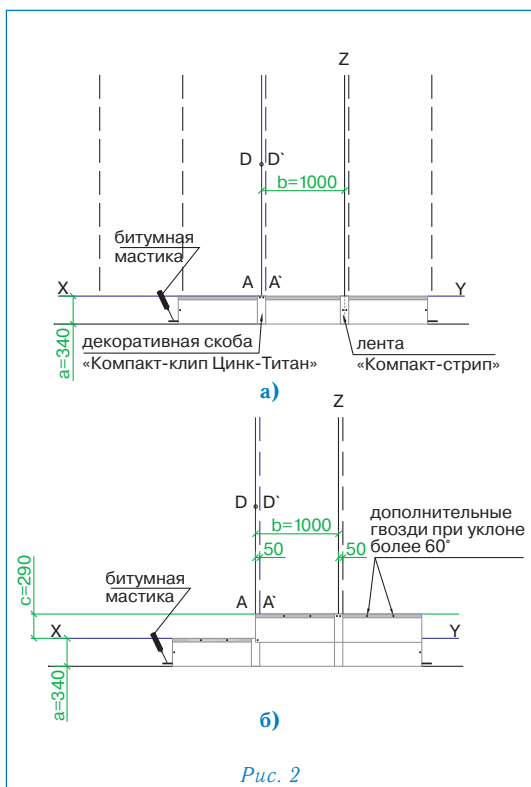 Z
D D`
b=1000
битумная
мастика
X
A A`
Y
a=340
декоративная скоба
«Компакт-клип Цинк-Титан»
лента
«Компакт-стрип»
а)
Z
D D`
b=1000
50
50
дополнительные
гвозди при уклоне
более 60°
битумная
мастика
A A`
c=290
X
Y
a=340
б)
Рис. 2